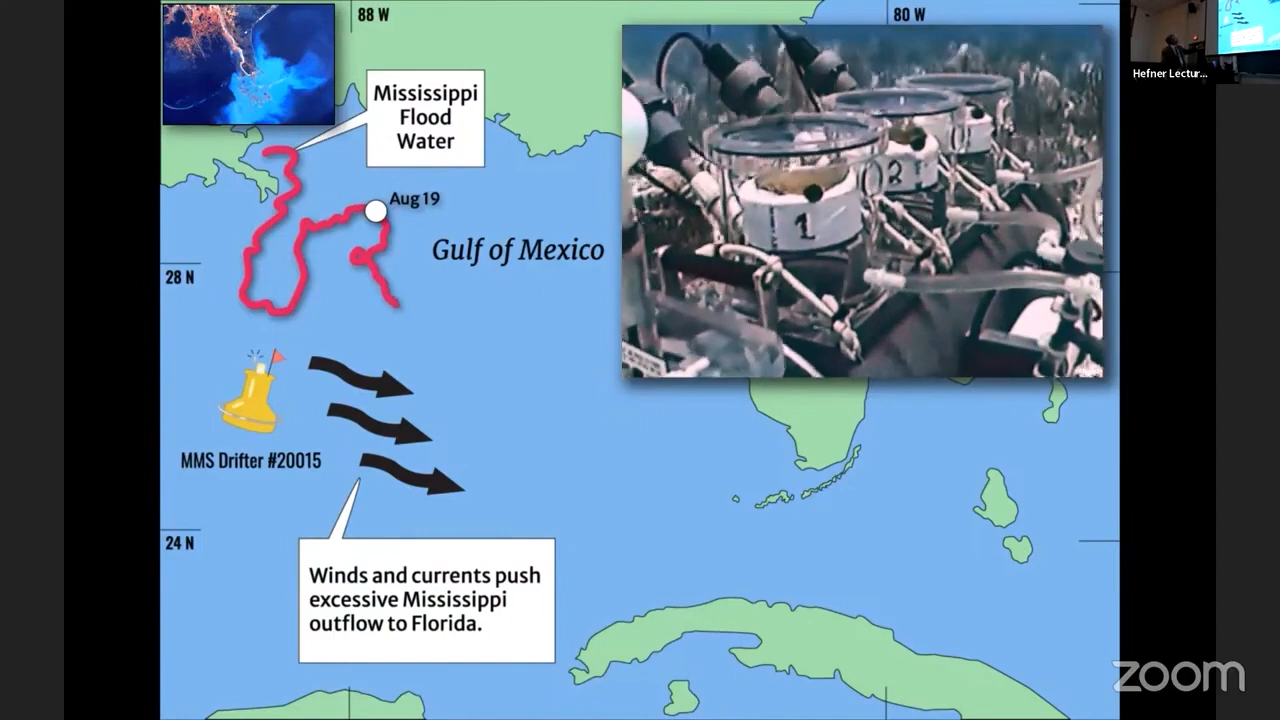 88 W
80 W
Hefner Lectur...
Mississippi
Flood
Water
Aug 19
Gulf of Mexico
28 N
1
2
MMS Drifter #20015
24 N
Winds and currents push
excessive Mississippi
outflow to Florida.
zoom